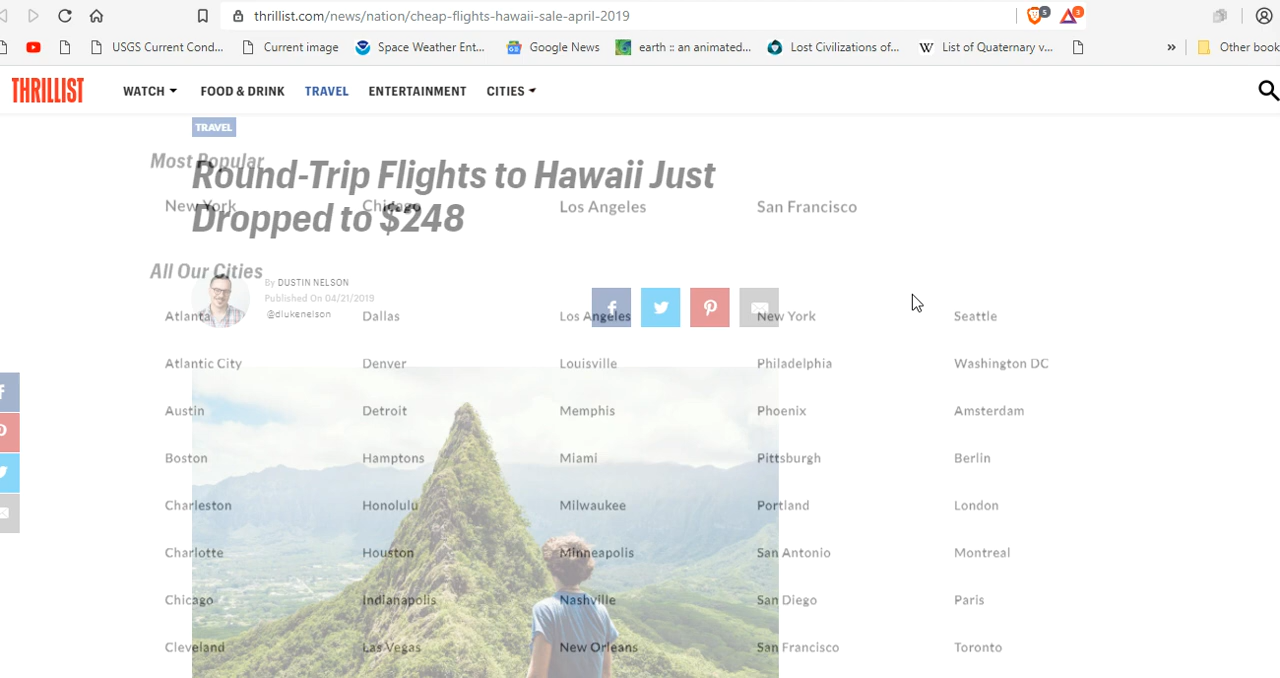 thrillist.com/news/nation/cheap-flights-hawaii-sale-april-2019
5
3
USGS Current Cond...
Current image
Space Weather Ent...
Google News
earth :: an animated...
Lost Civilizations of...
W List of Quaternary v...
»
Other book
THRILLIST
WATCH
FOOD & DRINK
TRAVEL
ENTERTAINMENT
CITIES
TRAVEL
Round-Trip Flights to Hawaii Just
Dropped to $248
By DUSTIN NELSON
Published On 04/21/2019
@dlukenelson
Most Popular
New York Chicago Los Angeles San Francisco
All Our Cities
Atlanta Dallas Los Angeles New York Seattle
Atlantic City Denver Louisville Philadelphia Washington DC
Austin Detroit Memphis Phoenix Amsterdam
Boston Hamptons Miami Pittsburgh Berlin
Charleston Honolulu Milwaukee Portland London
Charlotte Houston Minneapolis San Antonio Montreal
Chicago Indianapolis Nashville San Diego Paris
Cleveland Las Vegas New Orleans San Francisco Toronto